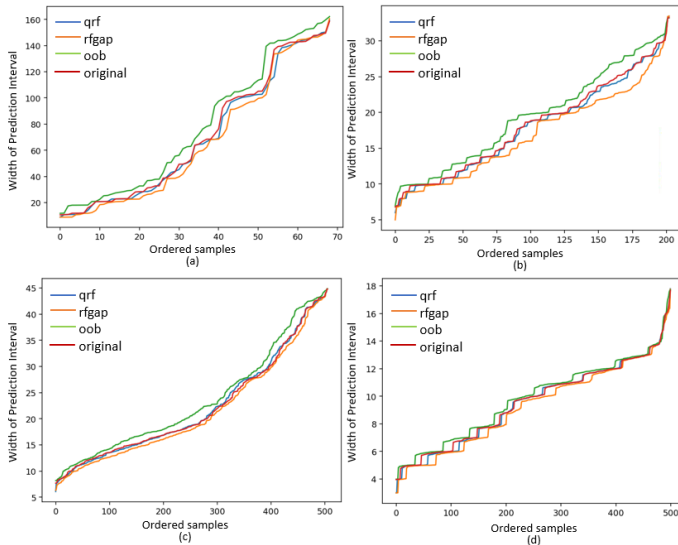 qrf
rfgap
oob
original
Width of Prediction Interval
160
140
120
100
80
60
40
20
0 10 20 30 40 50 60 70
Ordered samples
(a)
qrf
rfgap
oob
original
Width of Prediction Interval
30
25
20
15
10
5
0 25 50 75 100 125 150 175 200
Ordered samples
(b)
qrf
rfgap
oob
original
Width of Prediction Interval
45
40
35
30
25
20
15
10
5
0 100 200 300 400 500
Ordered samples
(c)
qrf
rfgap
oob
original
Width of Prediction Interval
18
16
14
12
10
8
6
4
0 100 200 300 400 500
Ordered samples
(d)